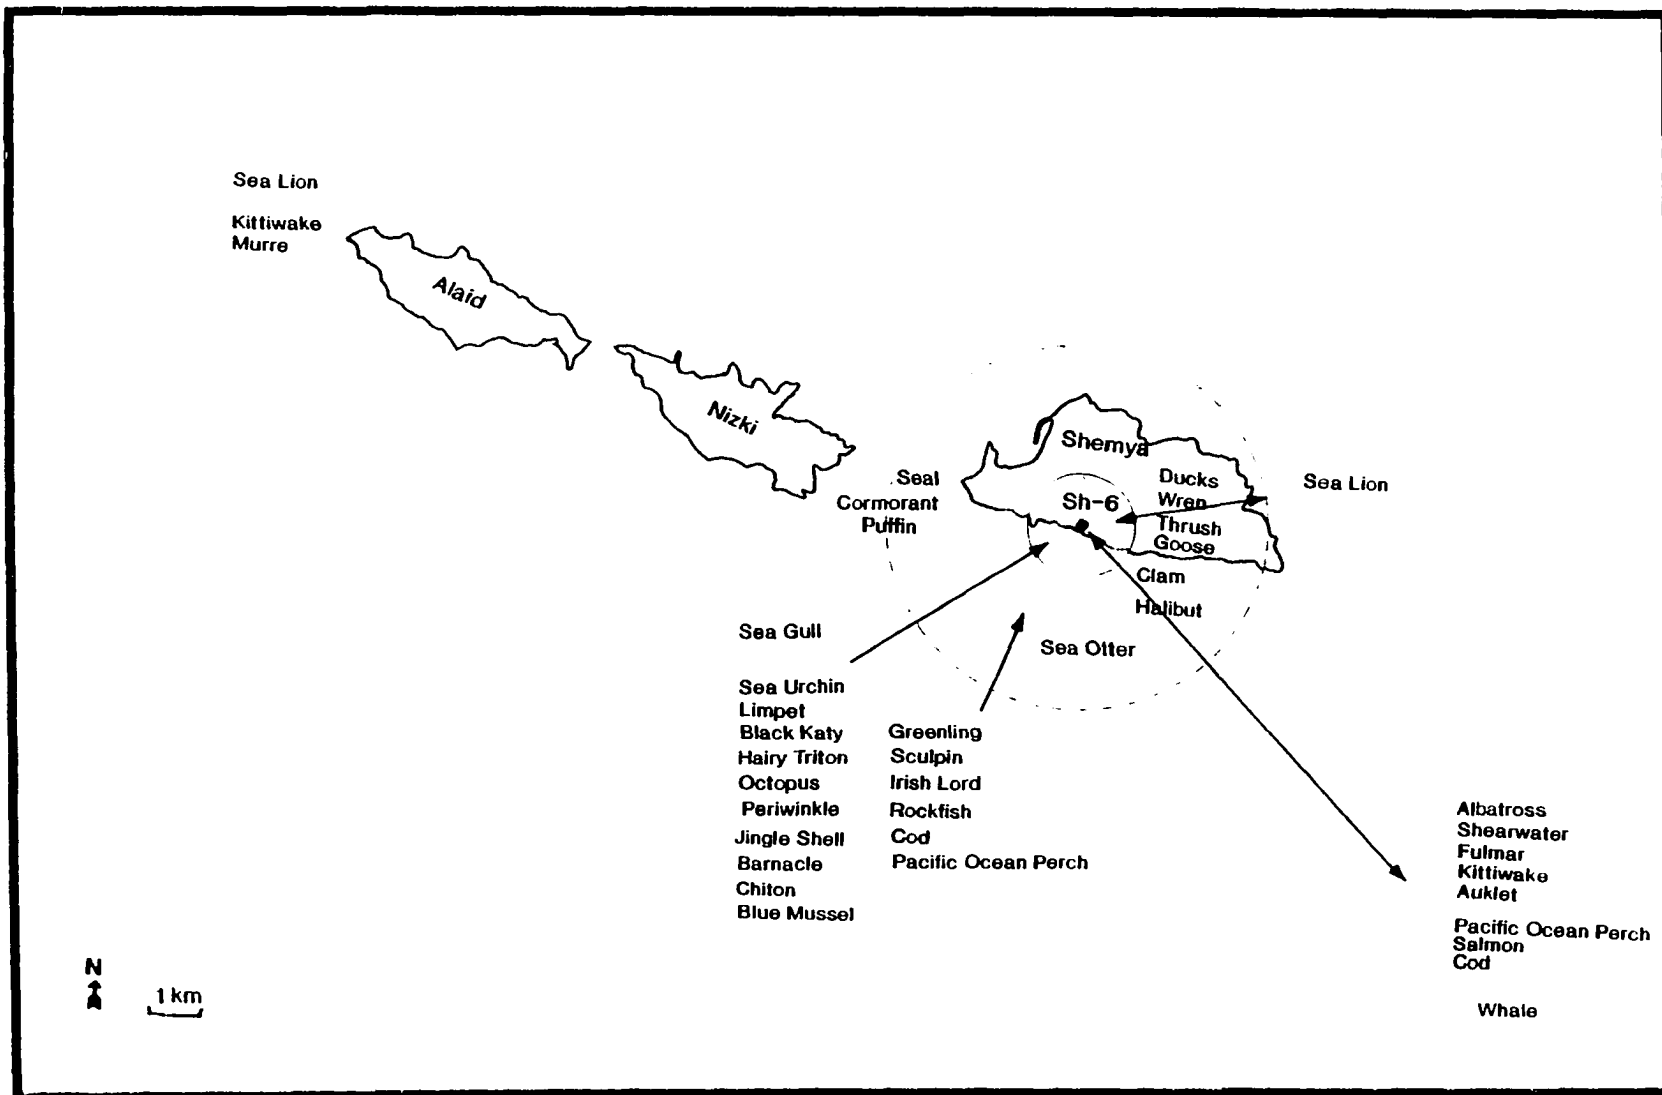 Sea Lion
Kittiwake
Murre
Alaid
Nizki
Shemya
Seal
Cormorant
Puffin
Sh-6
Ducks
Wren
Thrush
Goose
Sea Lion
Clam
Halibut
Sea Otter
Sea Gull
Sea Urchin
Limpet
Black Katy
Hairy Triton
Octopus
Periwinkle
Jingle Shell
Barnacle
Chiton
Blue Mussel
Greenling
Sculpin
Irish Lord
Rockfish
Cod
Pacific Ocean Perch
Albatross
Shearwater
Fulmar
Kittiwake
Auklet
Pacific Ocean Perch
Salmon
Cod
Whale
N
1 km